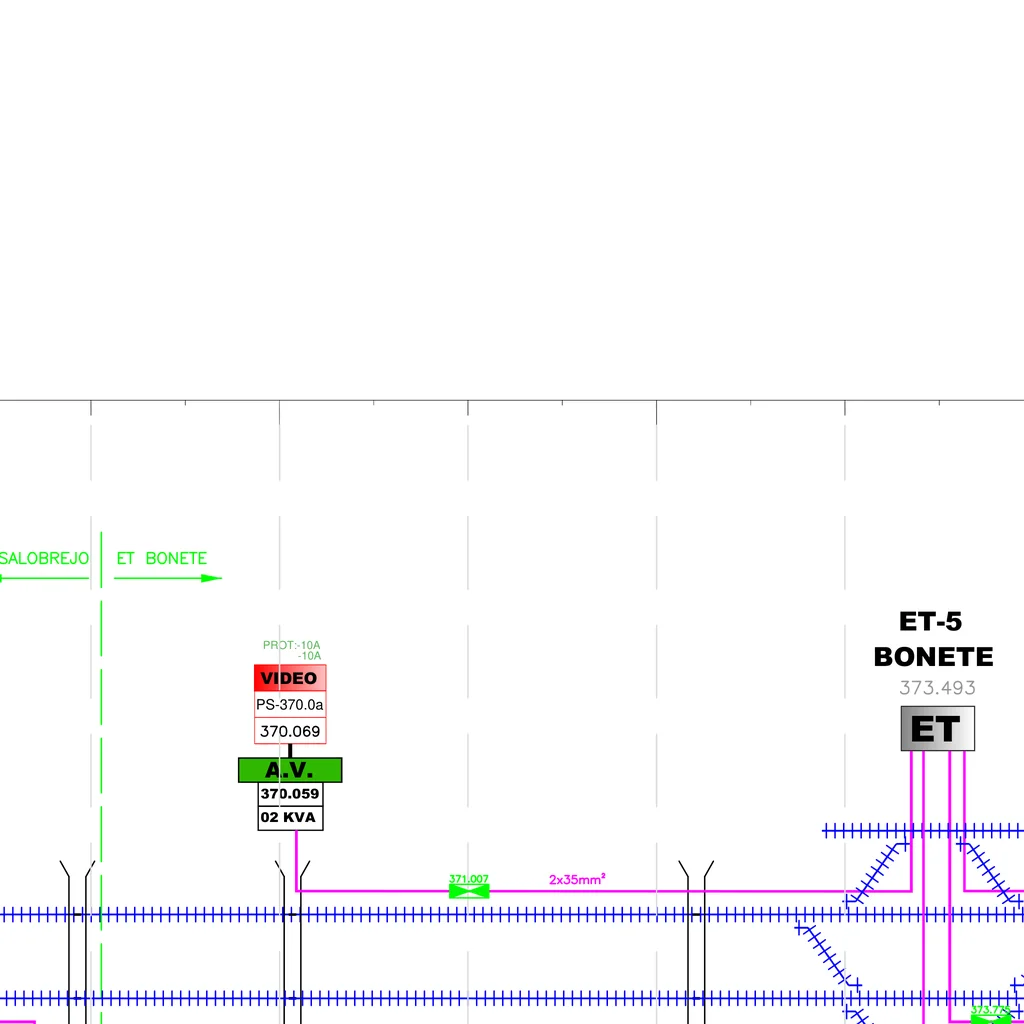 SALOBREJO
ET BONETE
PROT:-10A
-10A
VIDEO
PS-370.0a
370.069
A.V.
370.059
02 KVA
371.007
2x35mm²
ET-5
BONETE
373.493
ET